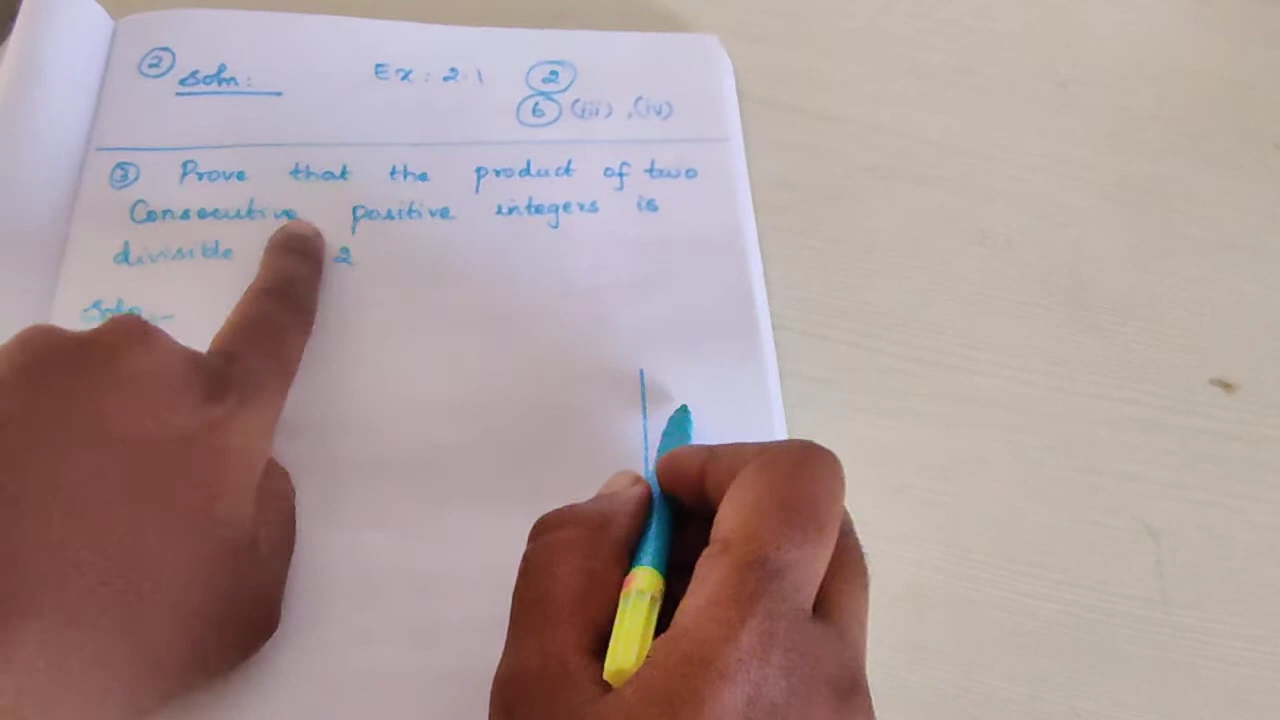 ② Soln: Ex: 2.1 ②
⑥ (iii), (iv)
③ Prove that the product of two
Consecutive positive integers is
divisible 2
Soln:-